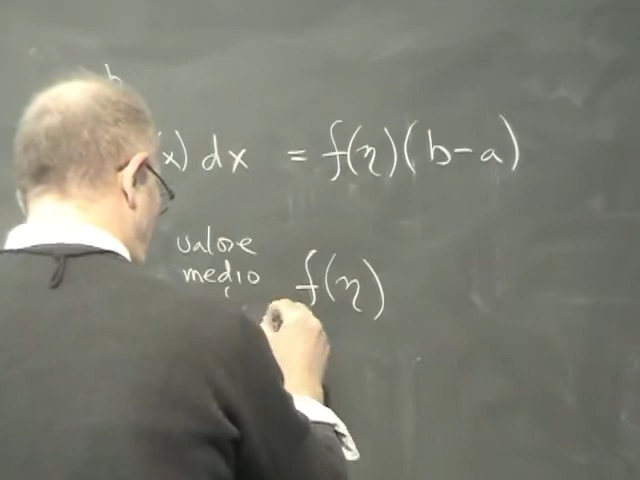 b
x) dx = f(η)(b-a)
valore
medio f(η)